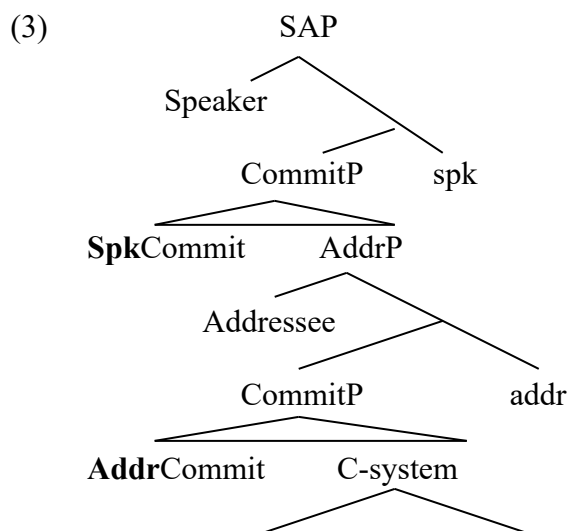 (3) SAP
Speaker
CommitP spk
SpkCommit AddrP
Addressee
CommitP addr
AddrCommit C-system